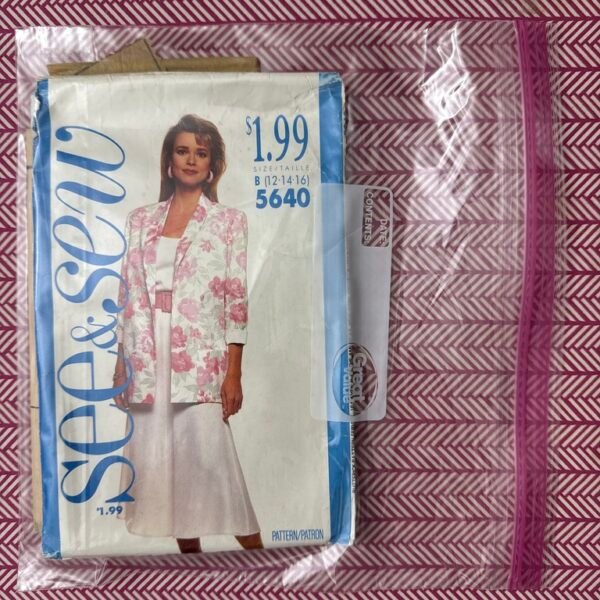 see & sew
$1.99
SIZE/TAILLE
B (12-14-16)
5640
DATE:
CONTENTS:
Great Value
$1.99
PATTERN/PATRON